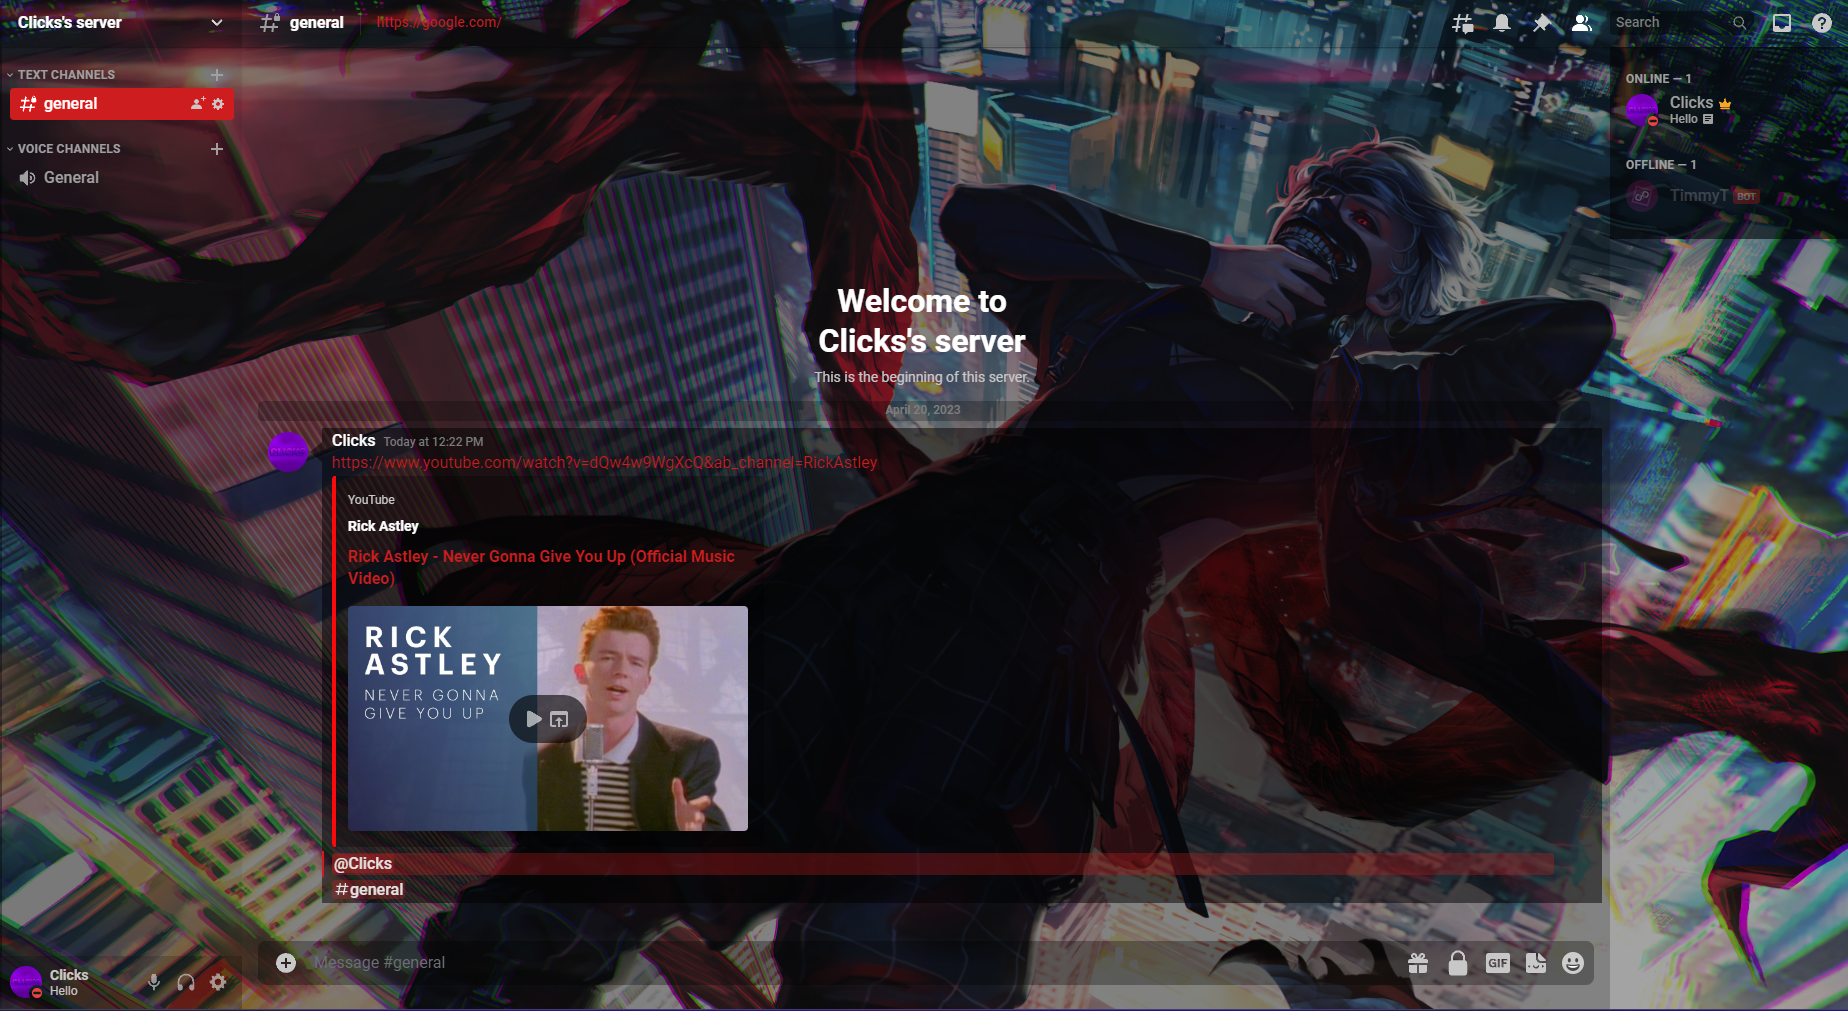 Clicks's server
general
https://google.com/
Search
TEXT CHANNELS
general
VOICE CHANNELS
General
ONLINE — 1
Clicks
Hello
OFFLINE — 1
TimmyT BOT
Welcome to
Clicks's server
This is the beginning of this server.
April 20, 2023
Clicks Today at 12:22 PM
https://www.youtube.com/watch?v=dQw4w9WgXcQ&ab_channel=RickAstley
YouTube
Rick Astley
Rick Astley - Never Gonna Give You Up (Official Music
Video)
RICK
ASTLEY
NEVER GONNA
GIVE YOU UP
@Clicks
#general
Message #general
GIF
Clicks
Hello